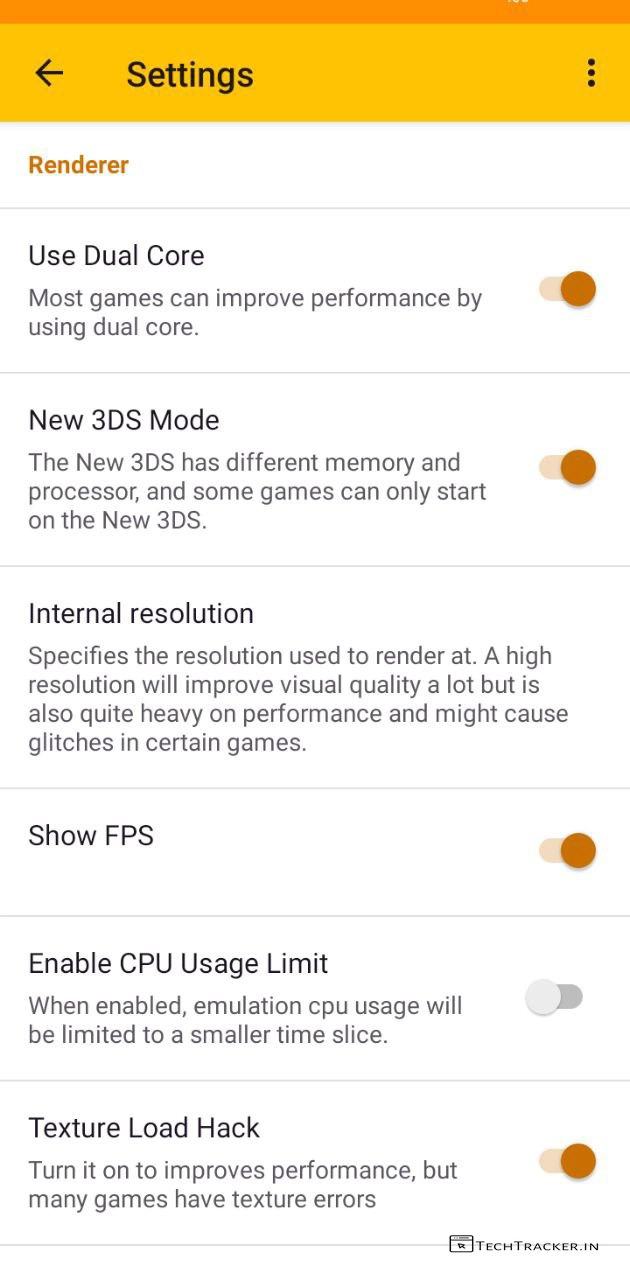 Settings
Renderer
Use Dual Core
Most games can improve performance by
using dual core.
New 3DS Mode
The New 3DS has different memory and
processor, and some games can only start
on the New 3DS.
Internal resolution
Specifies the resolution used to render at. A high
resolution will improve visual quality a lot but is
also quite heavy on performance and might cause
glitches in certain games.
Show FPS
Enable CPU Usage Limit
When enabled, emulation cpu usage will
be limited to a smaller time slice.
Texture Load Hack
Turn it on to improves performance, but
many games have texture errors
TECHTRACKER.IN